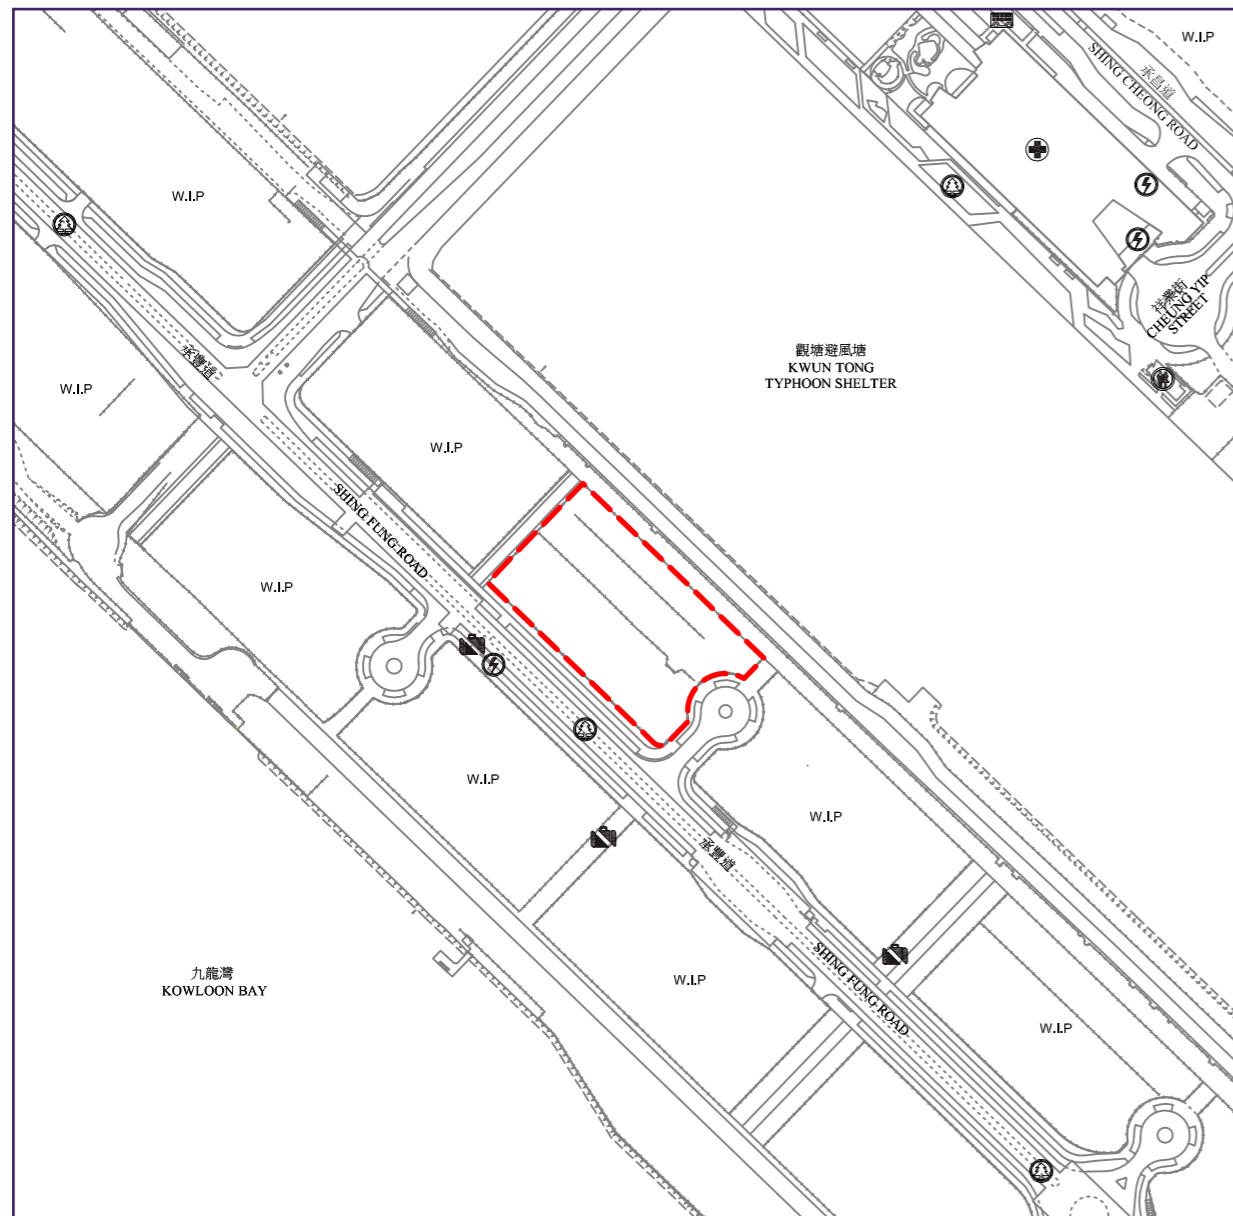 W.I.P
承昌道
SHING CHEONG ROAD
W.I.P
祥業街
CHEUNG YIP
STREET
觀塘避風塘
KWUN TONG
TYPHOON SHELTER
承豐道
W.I.P
W.I.P
SHING FUNG ROAD
W.I.P
W.I.P
W.I.P
承豐道
SHING FUNG ROAD
九龍灣
KOWLOON BAY
W.I.P
W.I.P